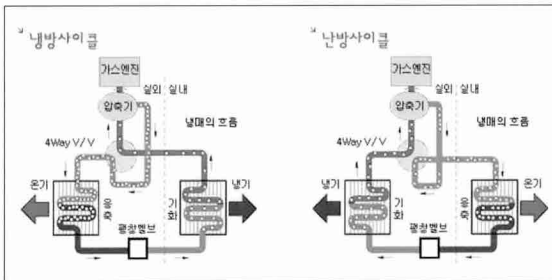 냉방사이클
가스엔진
실외 실내
압축기
냉매의 흐름
4Way V/V
온기
응축
기화
냉기
팽창밸브
난방사이클
가스엔진
실외 실내
압축기
냉매의 흐름
4Way V/V
냉기
기화
응축
온기
팽창밸브